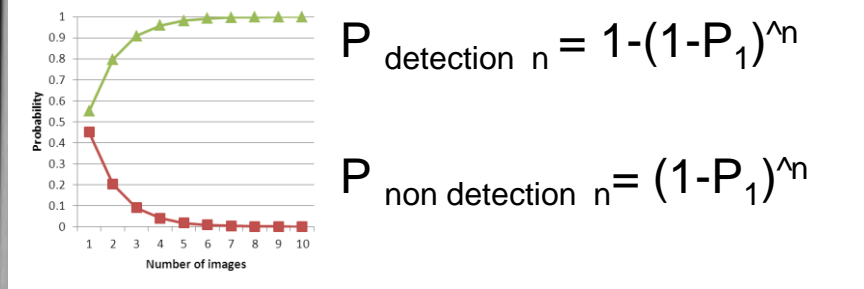 1
0.9
0.8
0.7
0.6
0.5
0.4
0.3
0.2
0.1
0
Probability
1 2 3 4 5 6 7 8 9 10
Number of images
P detection n = 1-(1-P₁)^n
P non detection n= (1-P₁)^n